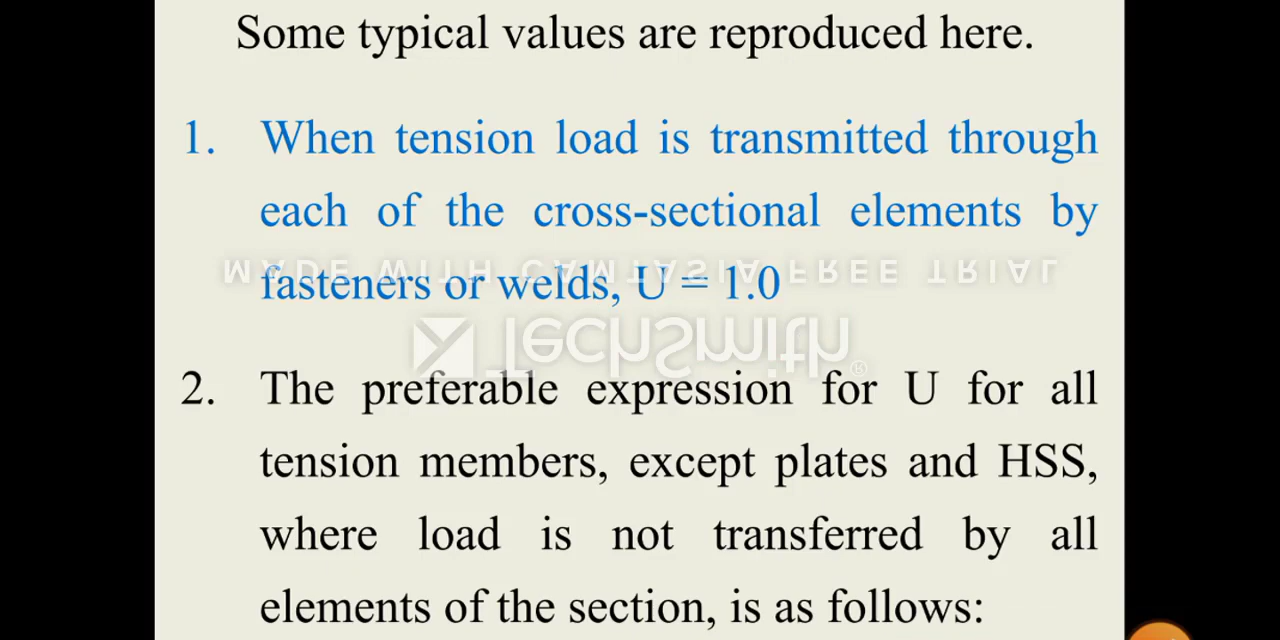 Some typical values are reproduced here.
1. When tension load is transmitted through
each of the cross-sectional elements by
MADE WITH CAMTASIA FREE TRIAL
fasteners or welds, U = 1.0
TechSmith®
2. The preferable expression for U for all
tension members, except plates and HSS,
where load is not transferred by all
elements of the section, is as follows: